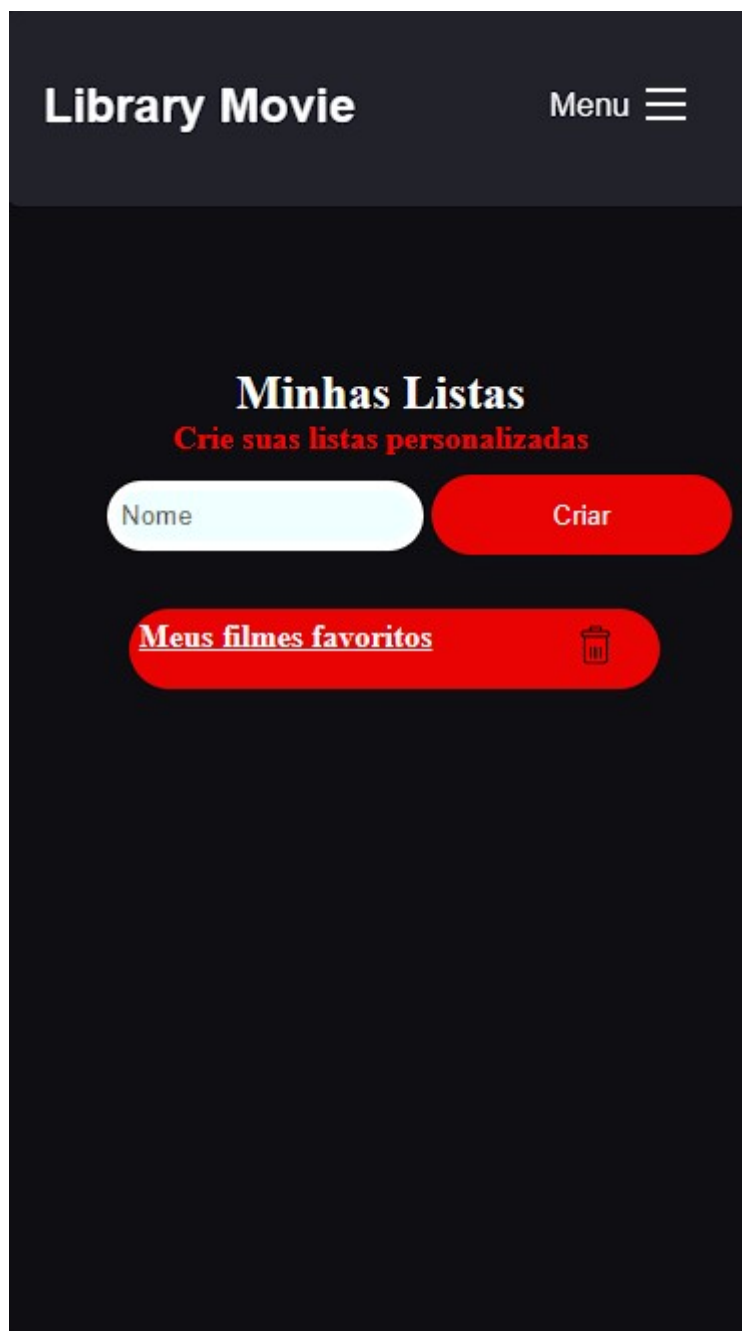 Library Movie
Menu
Minhas Listas
Crie suas listas personalizadas
Nome
Criar
Meus filmes favoritos